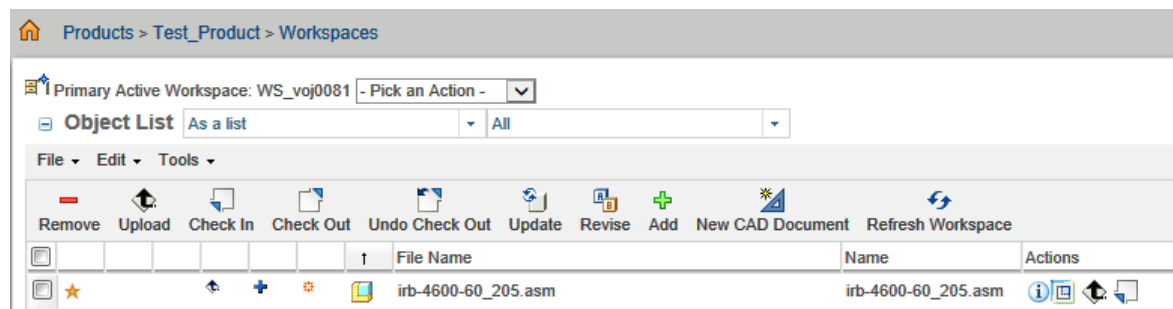 Products > Test_Product > Workspaces
Primary Active Workspace: WS_voj0081 - Pick an Action -
Object List As a list All
File Edit Tools
Remove Upload Check In Check Out Undo Check Out Update Revise Add New CAD Document Refresh Workspace
File Name Name Actions
irb-4600-60_205.asm irb-4600-60_205.asm